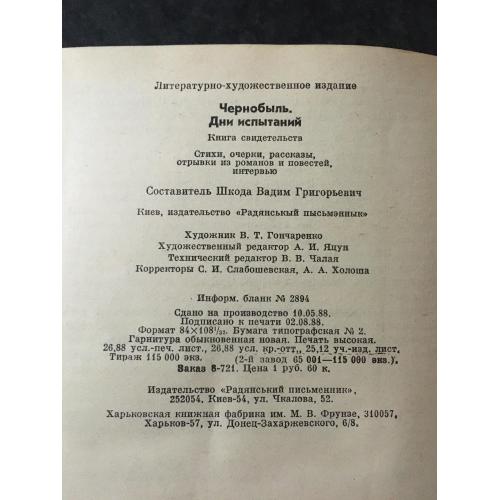 Литературно-художественное издание
Чернобыль.
Дни испытаний
Книга свидетельств
Стихи, очерки, рассказы,
отрывки из романов и повестей,
интервью
Составитель Шкода Вадим Григорьевич
Киев, издательство «Радянський пысьмэннык»
Художник В. Т. Гончаренко
Художественный редактор А. И. Яцун
Технический редактор В. В. Чалая
Корректоры С. И. Слабошевская, А. А. Холоша
Информ. бланк № 2894
Сдано на производство 10.05.88.
Подписано к печати 02.08.88.
Формат 84×108¹/₃₂. Бумага типографская № 2.
Гарнитура обыкновенная новая. Печать высокая.
26,88 усл.-печ. лист., 26,88 усл. кр.-отт., 25,12 уч.-изд. лист.
Тираж 115 000 экз. (2-й завод 65 001—115 000 экз.).
Заказ 8-721. Цена 1 руб. 60 к.
Издательство «Радянський письменник»,
252054. Киев-54, ул. Чкалова, 52.
Харьковская книжная фабрика им. М. В. Фрунзе, 310057,
Харьков-57, ул. Донец-Захаржевского, 6/8.